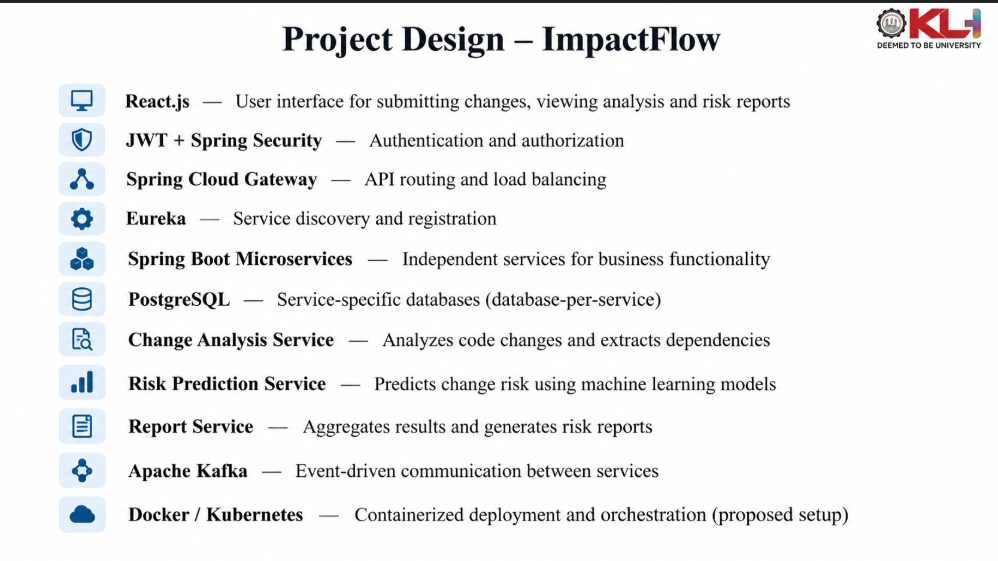 Project Design – ImpactFlow
KLH
DEEMED TO BE UNIVERSITY
React.js — User interface for submitting changes, viewing analysis and risk reports
JWT + Spring Security — Authentication and authorization
Spring Cloud Gateway — API routing and load balancing
Eureka — Service discovery and registration
Spring Boot Microservices — Independent services for business functionality
PostgreSQL — Service-specific databases (database-per-service)
Change Analysis Service — Analyzes code changes and extracts dependencies
Risk Prediction Service — Predicts change risk using machine learning models
Report Service — Aggregates results and generates risk reports
Apache Kafka — Event-driven communication between services
Docker / Kubernetes — Containerized deployment and orchestration (proposed setup)